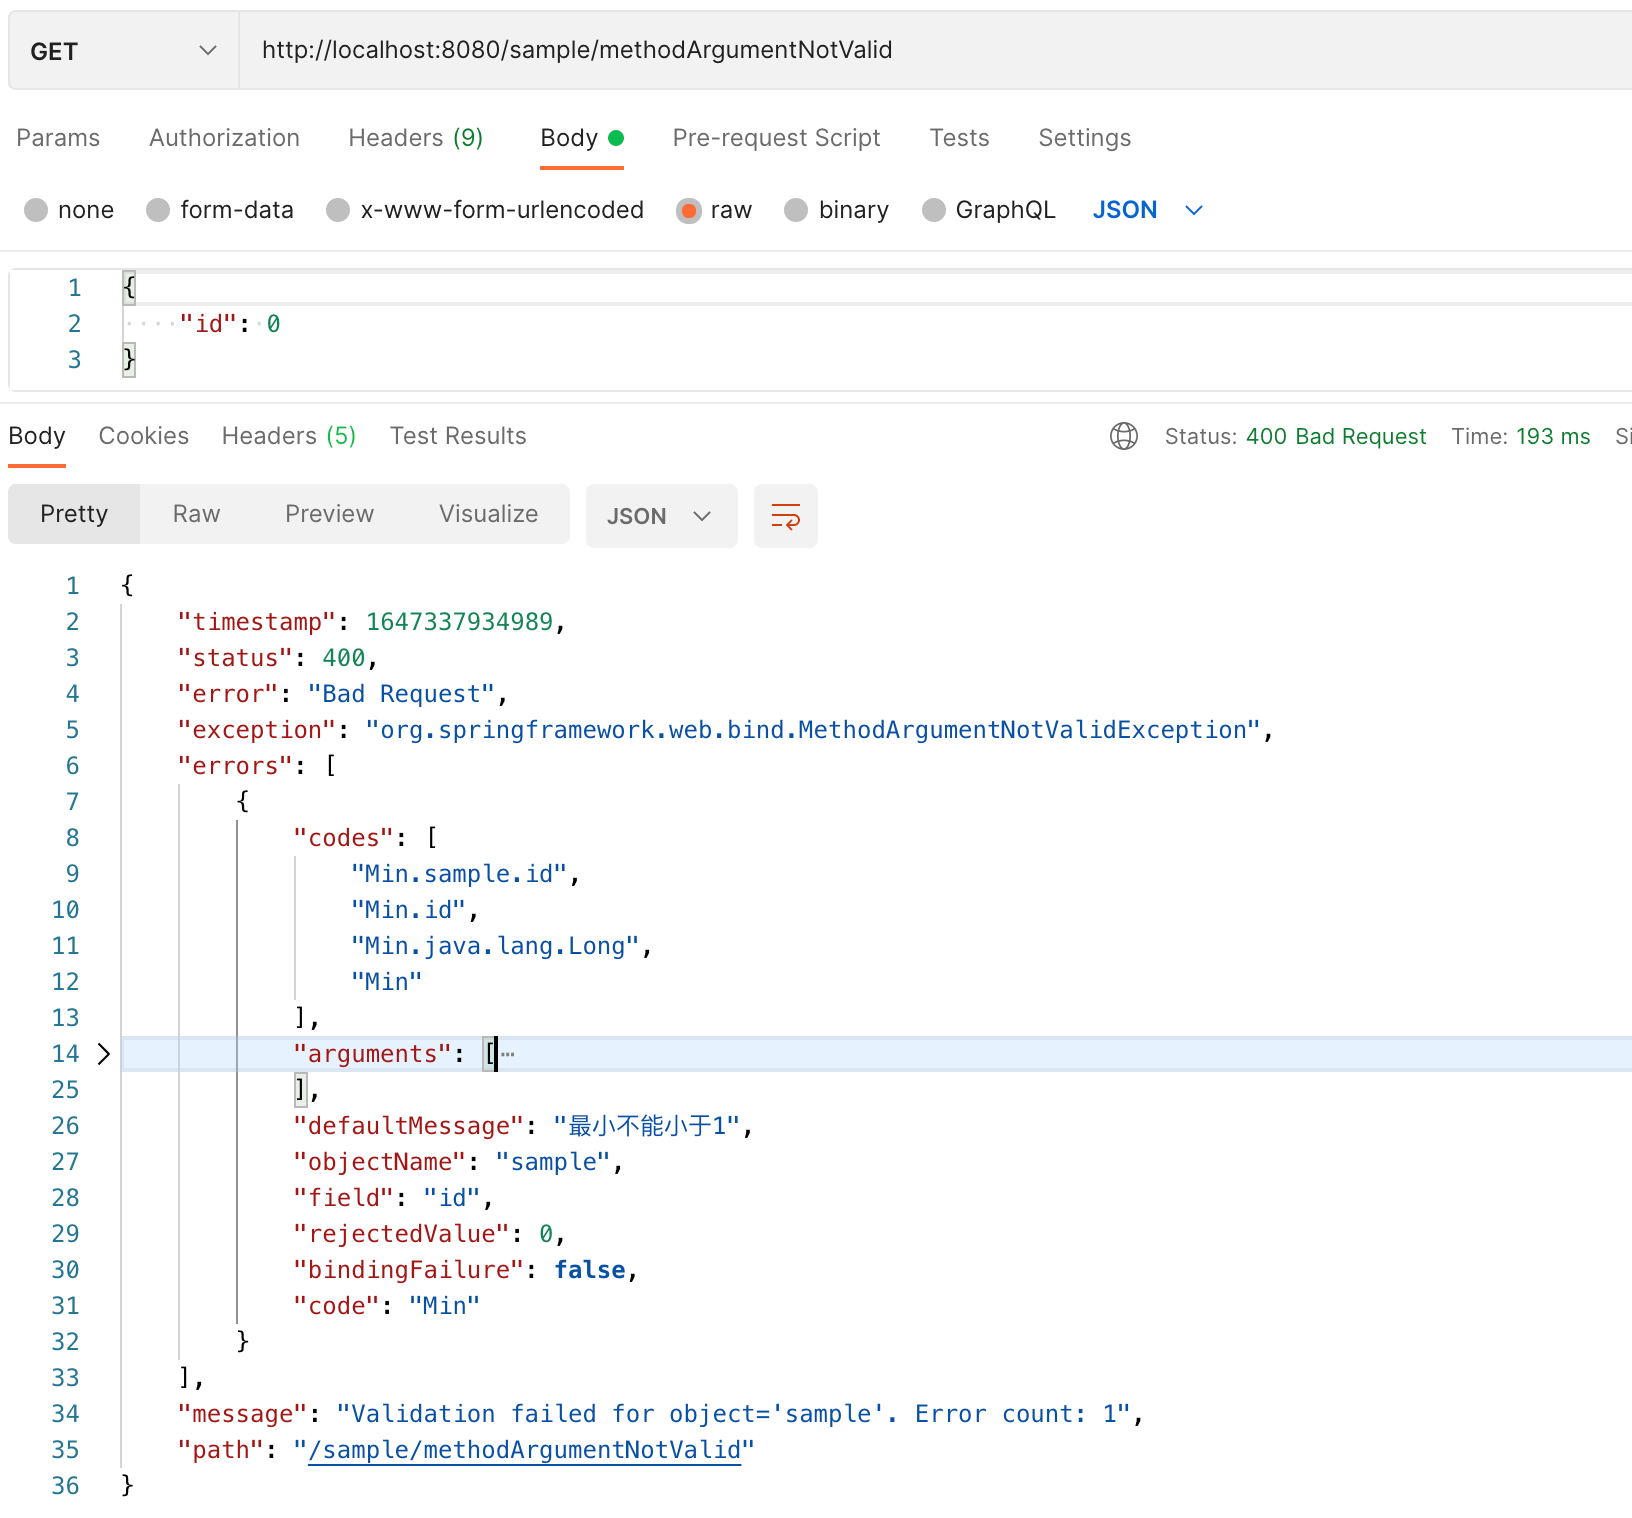 GET http://localhost:8080/sample/methodArgumentNotValid
Params Authorization Headers (9) Body Pre-request Script Tests Settings
none form-data x-www-form-urlencoded raw binary GraphQL JSON
1 {
2 "id": 0
3 }
Body Cookies Headers (5) Test Results Status: 400 Bad Request Time: 193 ms Si
Pretty Raw Preview Visualize JSON
1 {
2 "timestamp": 1647337934989,
3 "status": 400,
4 "error": "Bad Request",
5 "exception": "org.springframework.web.bind.MethodArgumentNotValidException",
6 "errors": [
7 {
8 "codes": [
9 "Min.sample.id",
10 "Min.id",
11 "Min.java.lang.Long",
12 "Min"
13 ],
14 "arguments": [⋯
25 ],
26 "defaultMessage": "最小不能小于1",
27 "objectName": "sample",
28 "field": "id",
29 "rejectedValue": 0,
30 "bindingFailure": false,
31 "code": "Min"
32 }
33 ],
34 "message": "Validation failed for object='sample'. Error count: 1",
35 "path": "/sample/methodArgumentNotValid"
36 }